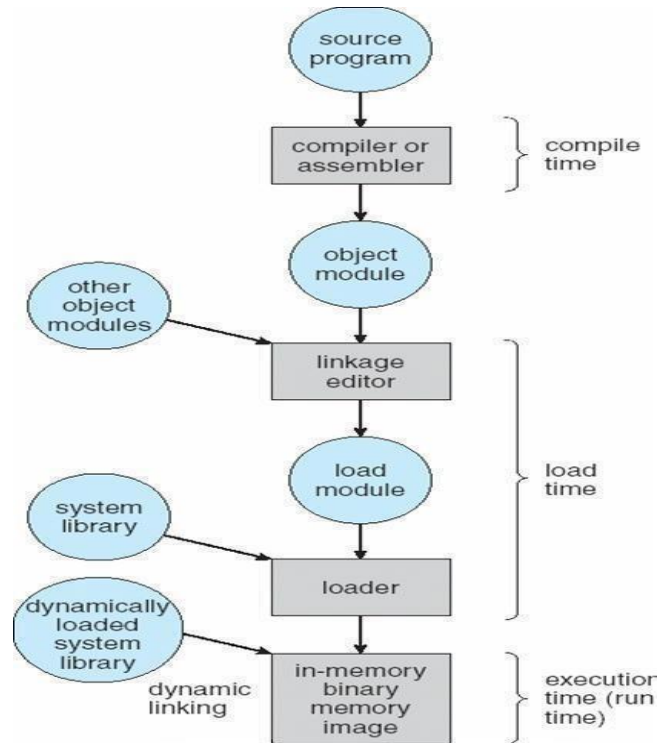 source
program
compiler or
assembler
compile
time
object
module
other
object
modules
linkage
editor
load
module
load
time
system
library
loader
dynamically
loaded
system
library
dynamic
linking
in-memory
binary
memory
image
execution
time (run
time)